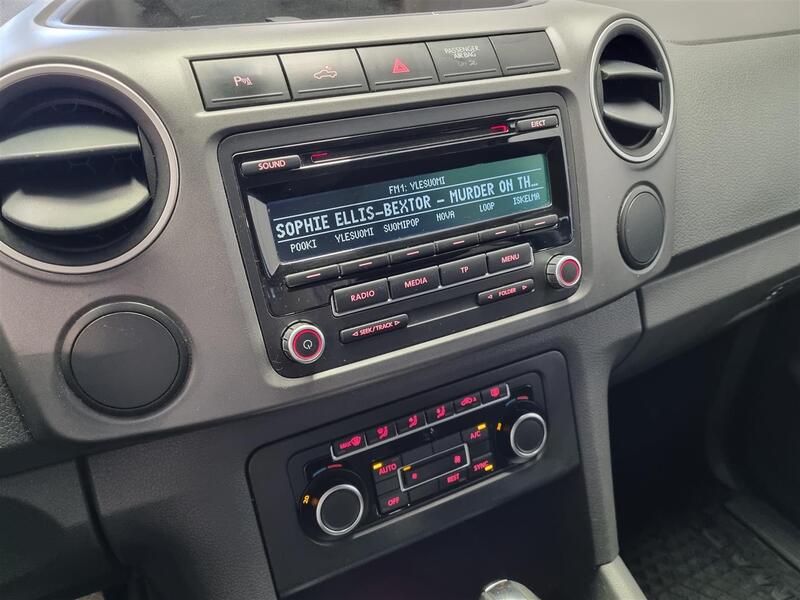 P
PASSENGER
AIRBAG
EJECT
SOUND
FM1: YLESUOMI
SOPHIE ELLIS-BEXTOR - MURDER ON TH...
POOKI YLESUOMI SUOMIPOP NOVA LOOP ISKELMÄ
RADIO MEDIA TP MENU
SEEK/TRACK FOLDER
MAX
AUTO A/C
OFF REST SYNC